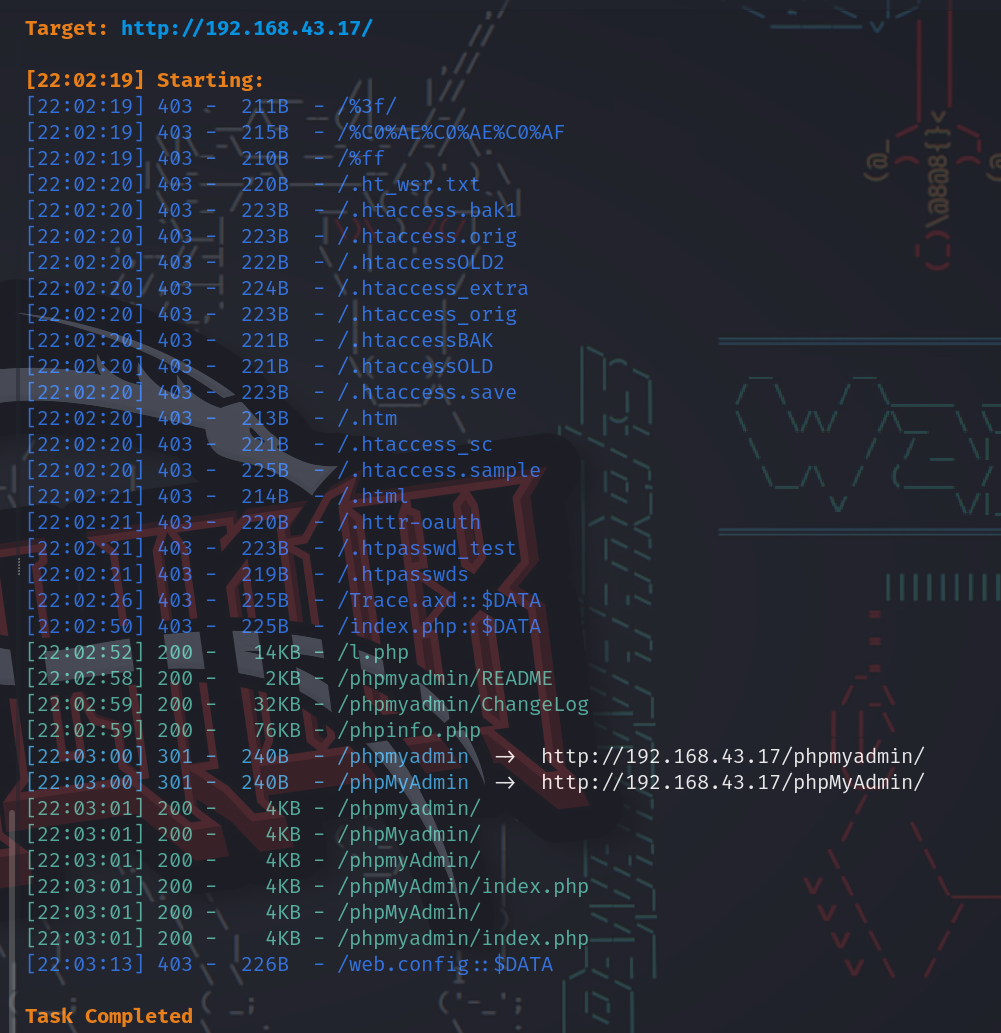 Target: http://192.168.43.17/
[22:02:19] Starting:
[22:02:19] 403 - 211B - /%3f/
[22:02:19] 403 - 215B - /%C0%AE%C0%AE%C0%AF
[22:02:19] 403 - 210B - /%ff
[22:02:20] 403 - 220B - /.ht_wsr.txt
[22:02:20] 403 - 223B - /.htaccess.bak1
[22:02:20] 403 - 223B - /.htaccess.orig
[22:02:20] 403 - 222B - /.htaccessOLD2
[22:02:20] 403 - 224B - /.htaccess_extra
[22:02:20] 403 - 223B - /.htaccess_orig
[22:02:20] 403 - 221B - /.htaccessBAK
[22:02:20] 403 - 221B - /.htaccessOLD
[22:02:20] 403 - 223B - /.htaccess.save
[22:02:20] 403 - 213B - /.htm
[22:02:20] 403 - 221B - /.htaccess_sc
[22:02:20] 403 - 225B - /.htaccess.sample
[22:02:21] 403 - 214B - /.html
[22:02:21] 403 - 220B - /.httr-oauth
[22:02:21] 403 - 223B - /.htpasswd_test
[22:02:21] 403 - 219B - /.htpasswds
[22:02:26] 403 - 225B - /Trace.axd::$DATA
[22:02:50] 403 - 225B - /index.php::$DATA
[22:02:52] 200 - 14KB - /l.php
[22:02:58] 200 - 2KB - /phpmyadmin/README
[22:02:59] 200 - 32KB - /phpmyadmin/ChangeLog
[22:02:59] 200 - 76KB - /phpinfo.php
[22:03:00] 301 - 240B - /phpmyadmin → http://192.168.43.17/phpmyadmin/
[22:03:00] 301 - 240B - /phpMyAdmin → http://192.168.43.17/phpMyAdmin/
[22:03:01] 200 - 4KB - /phpmyadmin/
[22:03:01] 200 - 4KB - /phpMyadmin/
[22:03:01] 200 - 4KB - /phpmyAdmin/
[22:03:01] 200 - 4KB - /phpMyAdmin/index.php
[22:03:01] 200 - 4KB - /phpMyAdmin/
[22:03:01] 200 - 4KB - /phpmyadmin/index.php
[22:03:13] 403 - 226B - /web.config::$DATA
Task Completed